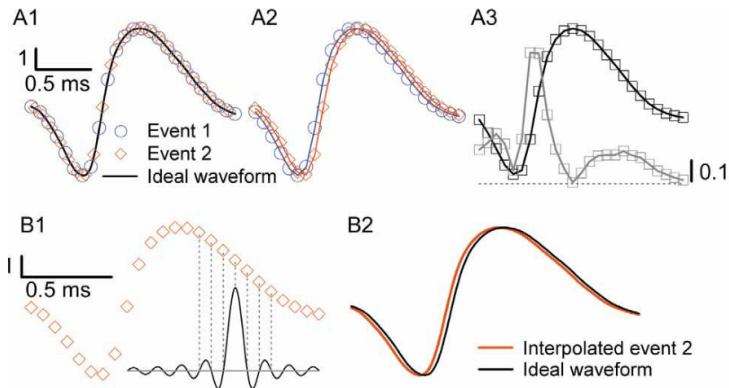 A1
A2
A3
1
0.5 ms
Event 1
Event 2
Ideal waveform
0.1
B1
B2
0.5 ms
Interpolated event 2
Ideal waveform